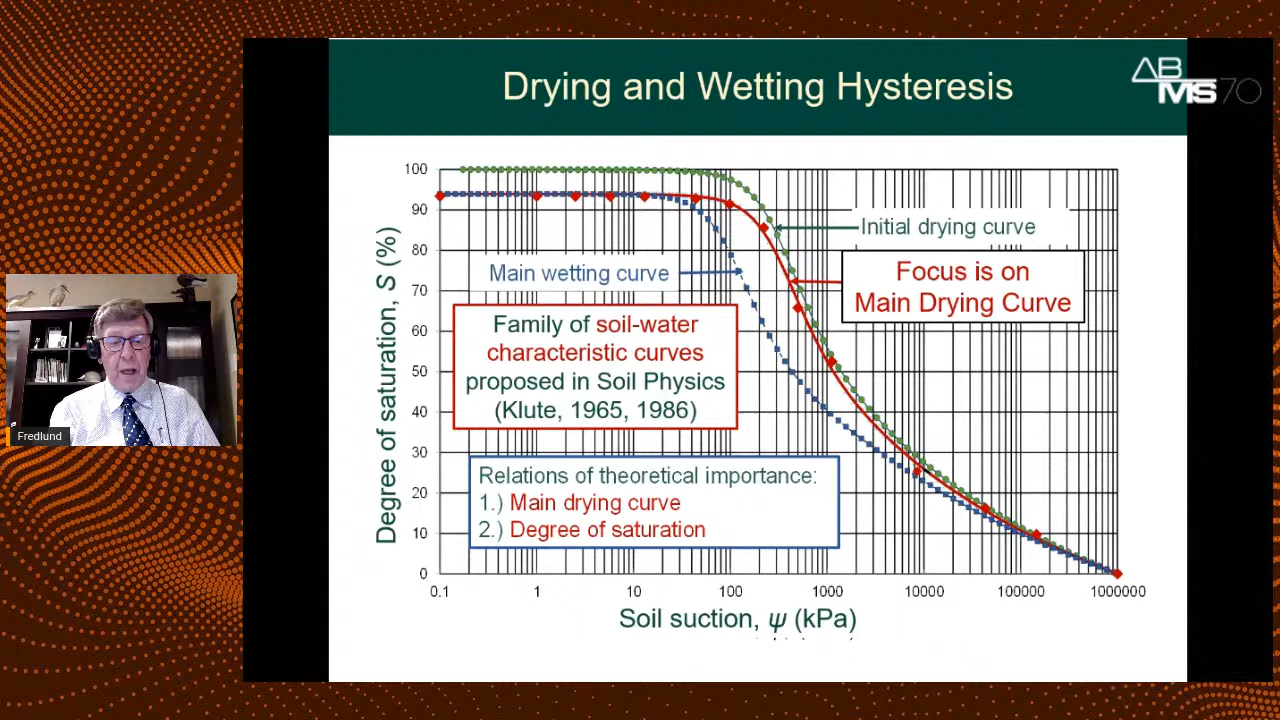 Drying and Wetting Hysteresis
AB
MS 70
100
90
80
70
60
50
40
30
20
10
0
Degree of saturation, S (%)
Initial drying curve
Main wetting curve
Focus is on
Main Drying Curve
Family of soil-water
characteristic curves
proposed in Soil Physics
(Klute, 1965, 1986)
Relations of theoretical importance:
1.) Main drying curve
2.) Degree of saturation
0.1 1 10 100 1000 10000 100000 1000000
Soil suction, ψ (kPa)
Fredlund